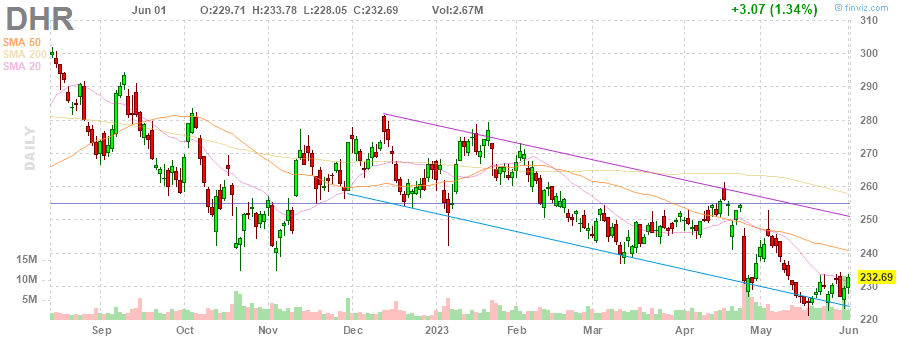 DHR
Jun 01 O:229.71 H:233.78 L:228.05 C:232.69 Vol:2.67M +3.07 (1.34%)
© finviz.com
SMA 50
SMA 200
SMA 20
DAILY
310
300
290
280
270
260
250
240
232.69
230
220
15M
10M
5M
Sep Oct Nov Dec 2023 Feb Mar Apr May Jun